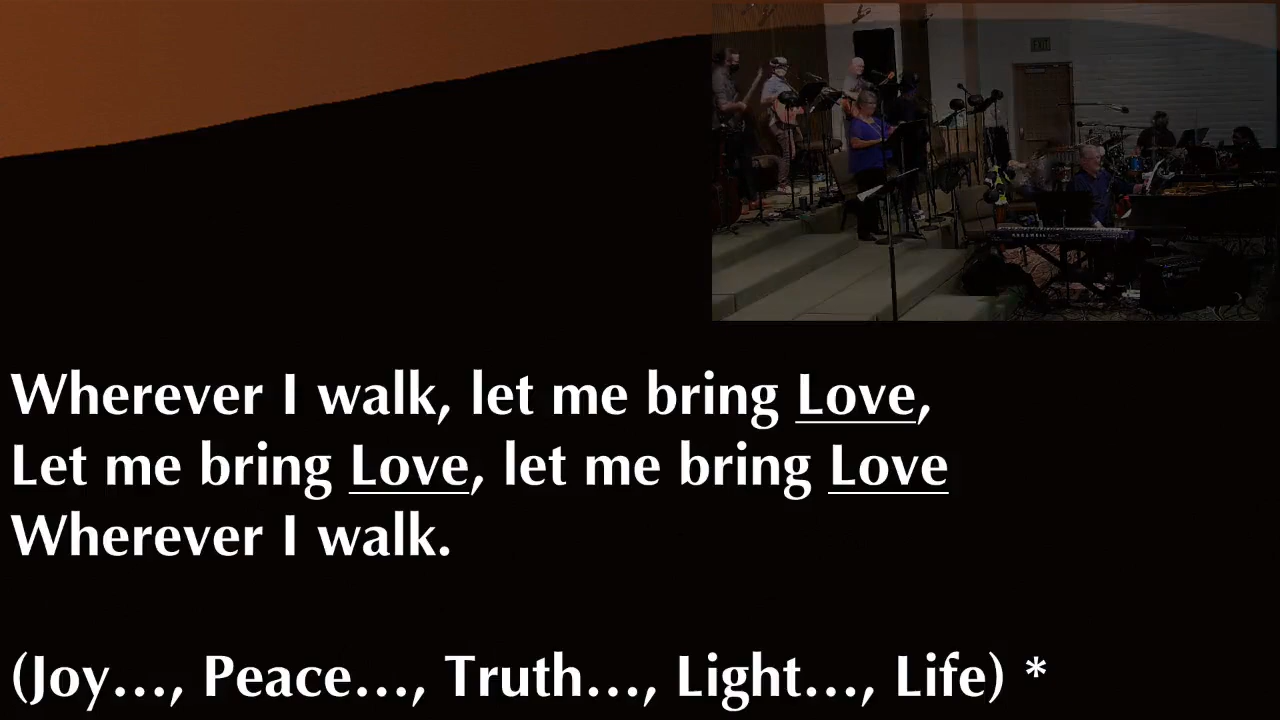 EXIT
Wherever I walk, let me bring Love,
Let me bring Love, let me bring Love
Wherever I walk.
(Joy…, Peace…, Truth…, Light…, Life) *